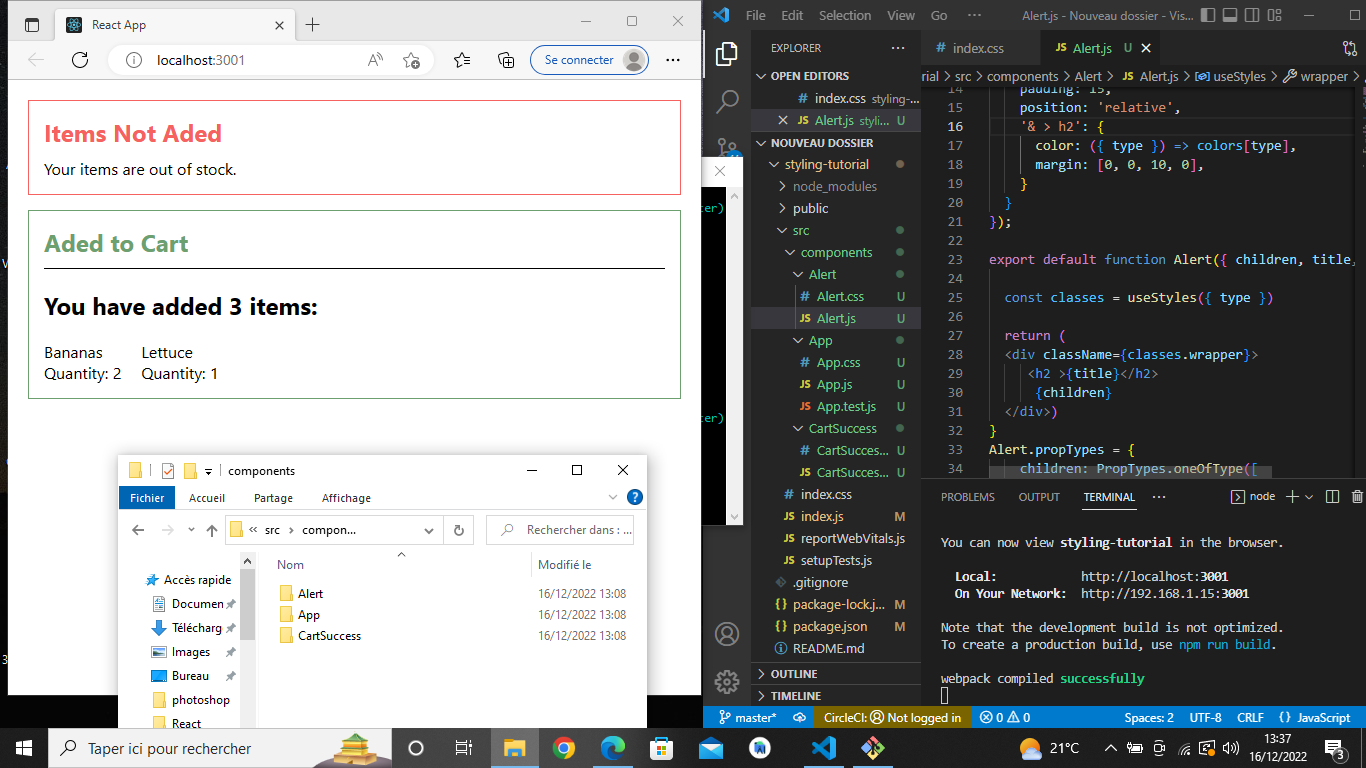 React App
localhost:3001
Se connecter
Items Not Aded
Your items are out of stock.
Aded to Cart
You have added 3 items:
Bananas Lettuce
Quantity: 2 Quantity: 1
components
Fichier Accueil Partage Affichage
src > compon...
Rechercher dans : ...
Nom Modifié le
Accès rapide
Documen
Télécharg
Images
Bureau
photoshop
React
Alert 16/12/2022 13:08
App 16/12/2022 13:08
CartSuccess 16/12/2022 13:08
ter)
ter)
File Edit Selection View Go ··· Alert.js - Nouveau dossier - Vis...
EXPLORER
OPEN EDITORS
# index.css styling-...
JS Alert.js styli... U
NOUVEAU DOSSIER
styling-tutorial
node_modules
public
src
components
Alert
# Alert.css U
JS Alert.js U
App
# App.css U
JS App.js U
JS App.test.js U
CartSuccess
# CartSucces... U
JS CartSucces... U
# index.css
JS index.js M
JS reportWebVitals.js
JS setupTests.js
.gitignore
{} package-lock.j... M
{} package.json M
README.md
OUTLINE
TIMELINE
# index.css
JS Alert.js U
rial > src > components > Alert > JS Alert.js > useStyles > wrapper >
14 padding: 15,
15 position: 'relative',
16 '& > h2': {
17 color: ({ type }) => colors[type],
18 margin: [0, 0, 10, 0],
19 }
20 }
21 });
22
23 export default function Alert({ children, title,
24
25 const classes = useStyles({ type })
26
27 return (
28 <div className={classes.wrapper}>
29 <h2 >{title}</h2>
30 {children}
31 </div>)
32 }
33 Alert.propTypes = {
34 children: PropTypes.oneOfType([
PROBLEMS OUTPUT TERMINAL ··· node
You can now view styling-tutorial in the browser.
Local: http://localhost:3001
On Your Network: http://192.168.1.15:3001
Note that the development build is not optimized.
To create a production build, use npm run build.
webpack compiled successfully
master* CircleCI: Not logged in 0 0 Spaces: 2 UTF-8 CRLF {} JavaScript
Taper ici pour rechercher
21°C
13:37
16/12/2022
3